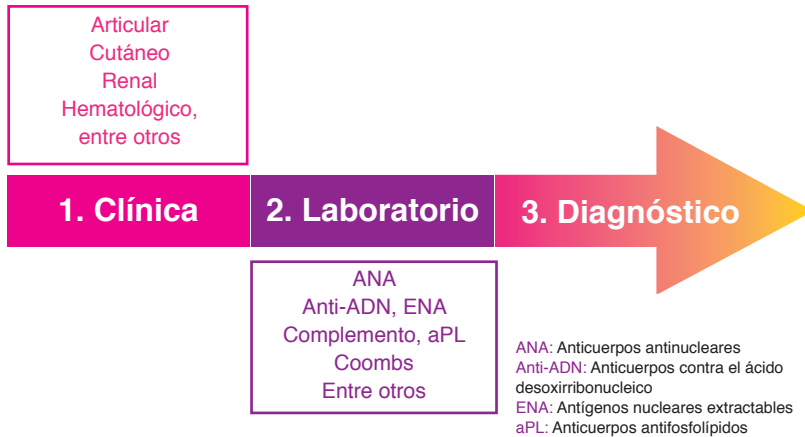 Articular
Cutáneo
Renal
Hematológico,
entre otros
1. Clínica
2. Laboratorio
3. Diagnóstico
ANA
Anti-ADN, ENA
Complemento, aPL
Coombs
Entre otros
ANA: Anticuerpos antinucleares
Anti-ADN: Anticuerpos contra el ácido
desoxirribonucleico
ENA: Antígenos nucleares extractables
aPL: Anticuerpos antifosfolípidos